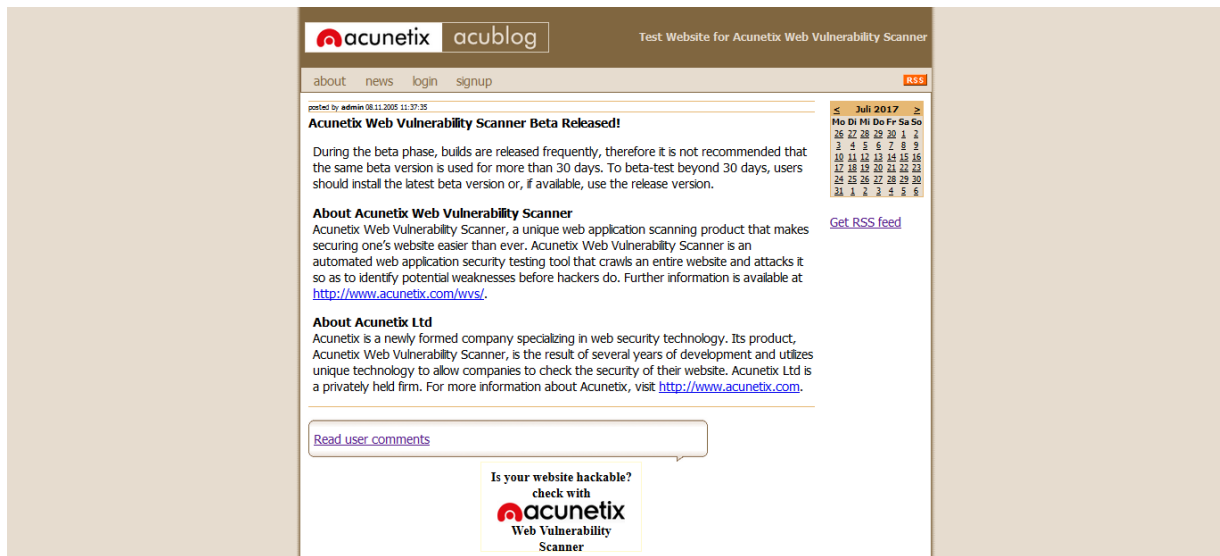 acunetix acublog
Test Website for Acunetix Web Vulnerability Scanner
about news login signup
RSS
posted by admin 08.11.2005 11:37:35
Acunetix Web Vulnerability Scanner Beta Released!
During the beta phase, builds are released frequently, therefore it is not recommended that
the same beta version is used for more than 30 days. To beta-test beyond 30 days, users
should install the latest beta version or, if available, use the release version.
About Acunetix Web Vulnerability Scanner
Acunetix Web Vulnerability Scanner, a unique web application scanning product that makes
securing one's website easier than ever. Acunetix Web Vulnerability Scanner is an
automated web application security testing tool that crawls an entire website and attacks it
so as to identify potential weaknesses before hackers do. Further information is available at
http://www.acunetix.com/wvs/.
About Acunetix Ltd
Acunetix is a newly formed company specializing in web security technology. Its product,
Acunetix Web Vulnerability Scanner, is the result of several years of development and utilizes
unique technology to allow companies to check the security of their website. Acunetix Ltd is
a privately held firm. For more information about Acunetix, visit http://www.acunetix.com.
Read user comments
Is your website hackable?
check with
acunetix
Web Vulnerability
Scanner
< Juli 2017 >
Mo Di Mi Do Fr Sa So
26 27 28 29 30 1 2
3 4 5 6 7 8 9
10 11 12 13 14 15 16
17 18 19 20 21 22 23
24 25 26 27 28 29 30
31 1 2 3 4 5 6
Get RSS feed